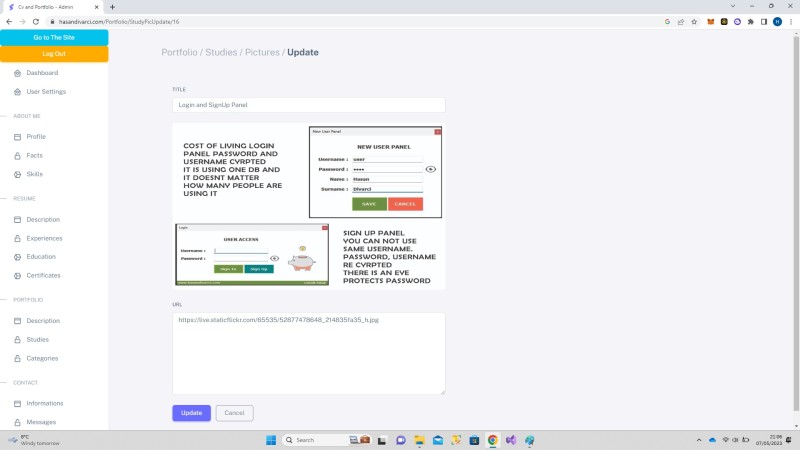 Cv and Portfolio - Admin
hasandivarci.com/Portfolio/StudyPicUpdate/16
Go to The Site
Log Out
Dashboard
User Settings
ABOUT ME
Profile
Facts
Skills
RESUME
Description
Experiences
Education
Certificates
PORTFOLIO
Description
Studies
Categories
CONTACT
Informations
Messages
Portfolio / Studies / Pictures / Update
TITLE
Login and SignUp Panel
COST OF LIVING LOGIN
PANEL PASSWORD AND
USERNAME CYRPTED
IT IS USING ONE DB AND
IT DOESNT MATTER
HOW MANY PEOPLE ARE
USING IT
New User Panel
NEW USER PANEL
Username : user
Password : ••••
Name : Hasan
Surname : Divarci
SAVE CANCEL
Login
USER ACCESS
Username :
Password :
Sign In Sign Up
SIGN UP PANEL
YOU CAN NOT USE
SAME USERNAME.
PASSWORD, USERNAME
RE CYRPTED
THERE IS AN EYE
PROTECTS PASSWORD
URL
https://live.staticflickr.com/65535/52877478648_214835fa35_h.jpg
Update Cancel
8°C
Windy tomorrow
Search
21:06
07/05/2023